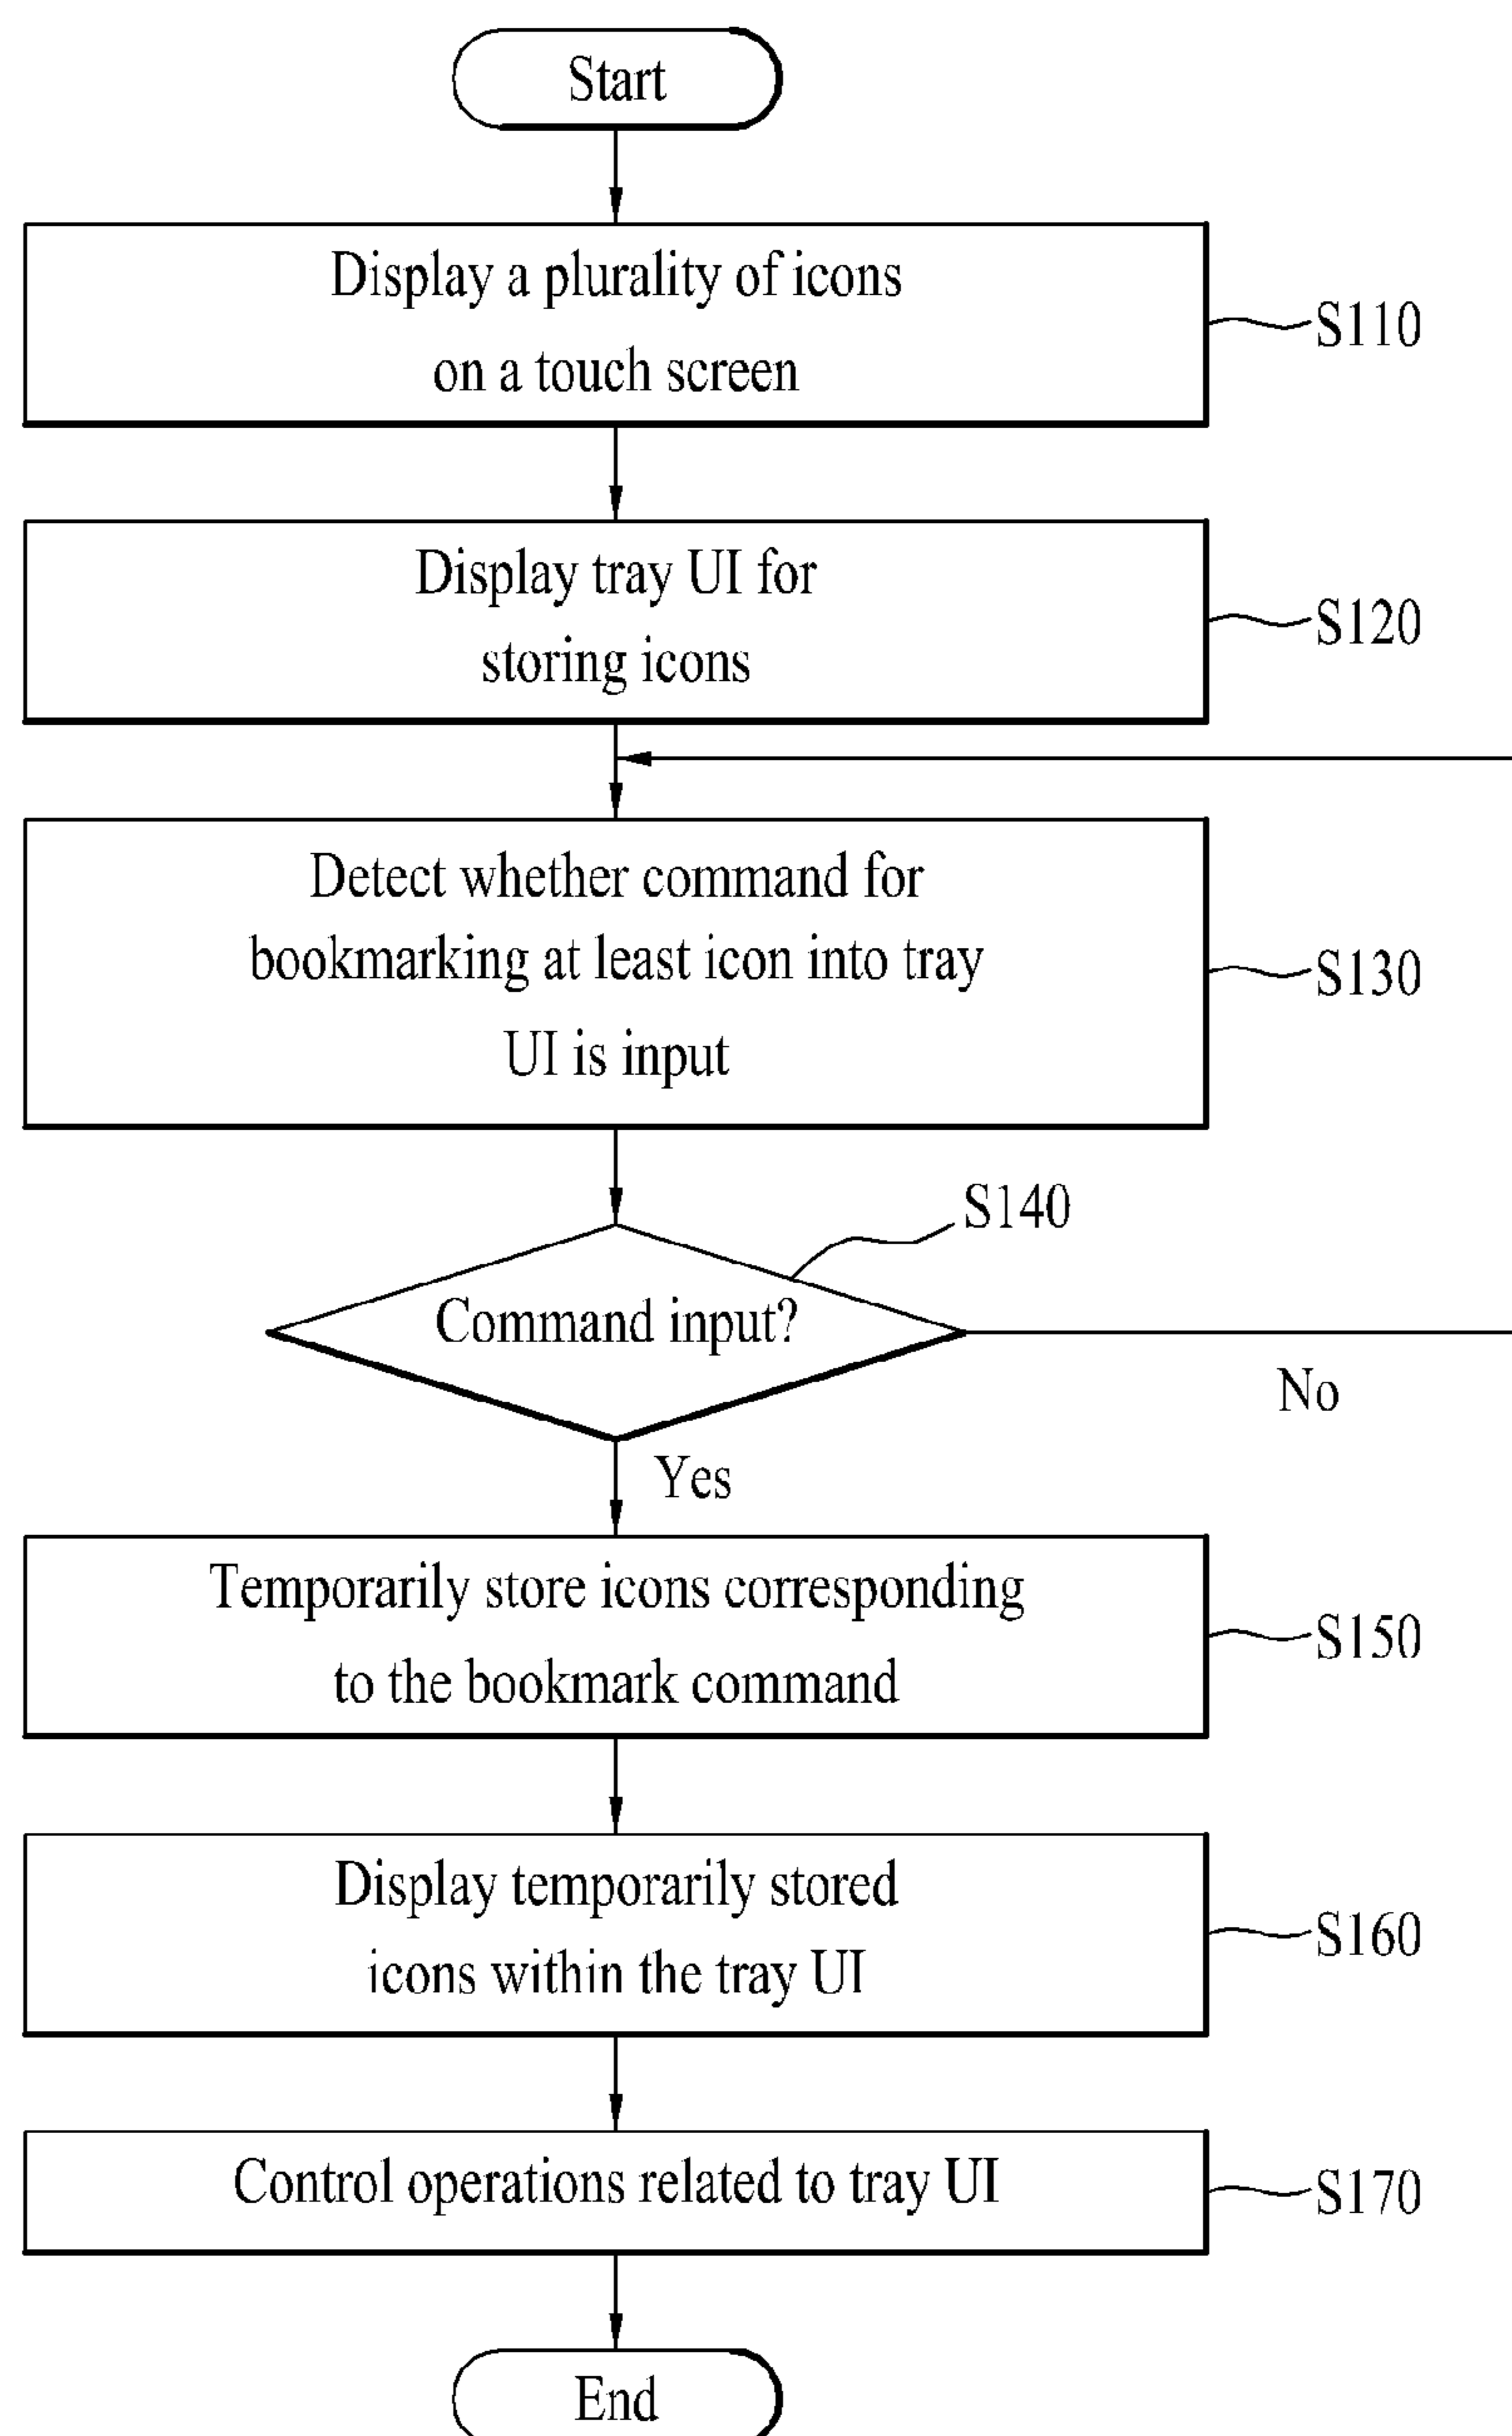 Start
Display a plurality of icons
on a touch screen
S110
Display tray UI for
storing icons
S120
Detect whether command for
bookmarking at least icon into tray
UI is input
S130
S140
Command input?
No
Yes
Temporarily store icons corresponding
to the bookmark command
S150
Display temporarily stored
icons within the tray UI
S160
Control operations related to tray UI
S170
End